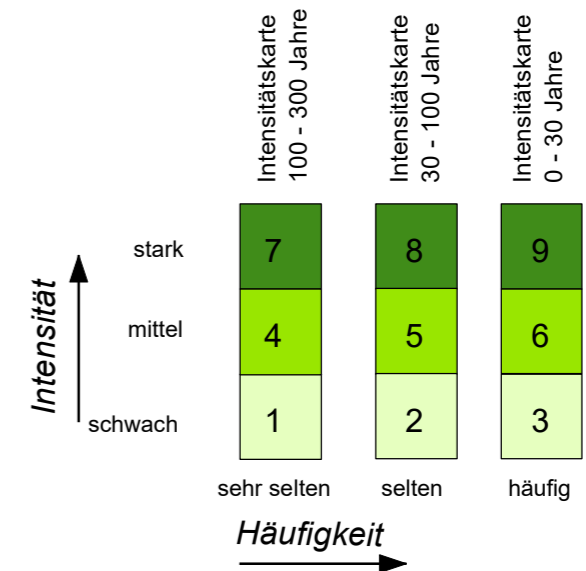 Intensitätskarte
100 - 300 Jahre
Intensitätskarte
30 - 100 Jahre
Intensitätskarte
0 - 30 Jahre
Intensität
stark
7
8
9
mittel
4
5
6
schwach
1
2
3
sehr selten
selten
häufig
Häufigkeit